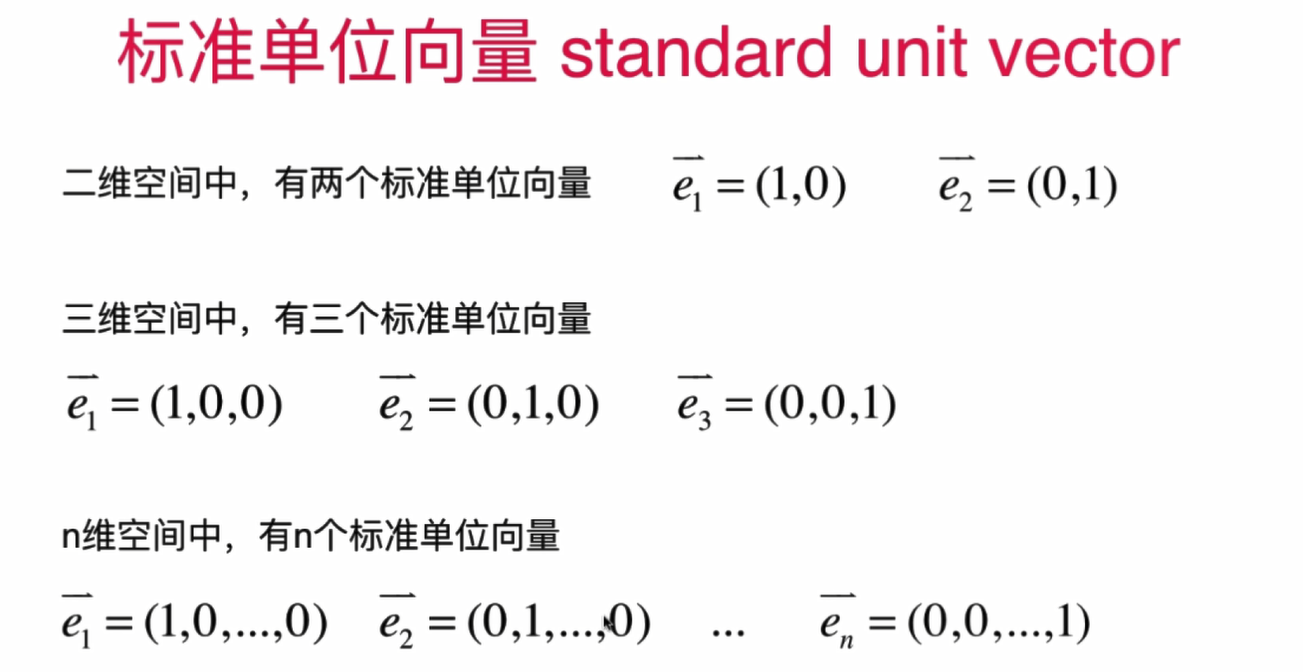 标准单位向量 standard unit vector
二维空间中，有两个标准单位向量 $\overrightarrow{e_1} = (1,0)$ $\overrightarrow{e_2} = (0,1)$
三维空间中，有三个标准单位向量
$\overrightarrow{e_1} = (1,0,0)$ $\overrightarrow{e_2} = (0,1,0)$ $\overrightarrow{e_3} = (0,0,1)$
n维空间中，有n个标准单位向量
$\overrightarrow{e_1} = (1,0,...,0)$ $\overrightarrow{e_2} = (0,1,...,0)$ ... $\overrightarrow{e_n} = (0,0,...,1)$